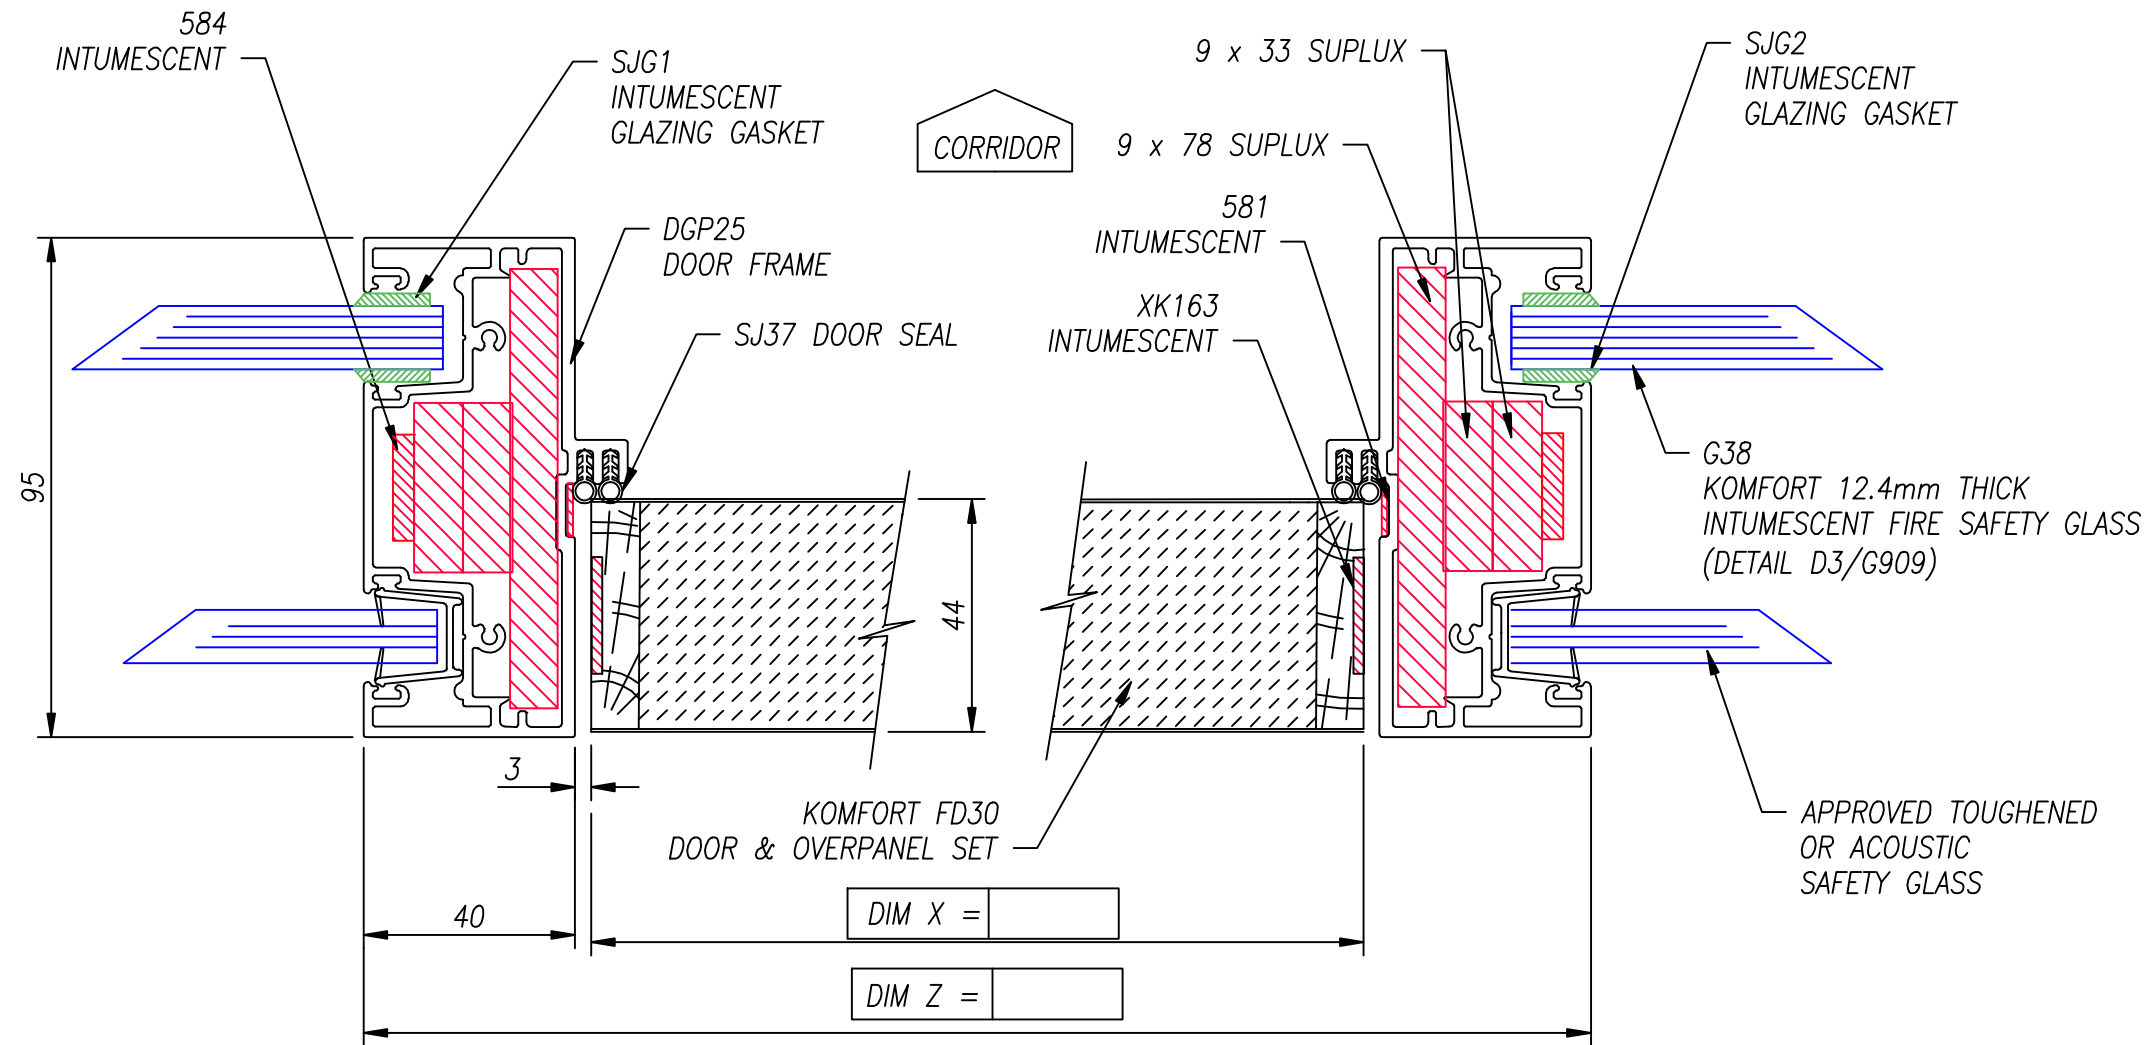 584
INTUMESCENT
SJG1
INTUMESCENT
GLAZING GASKET
CORRIDOR
9 x 33 SUPLUX
SJG2
INTUMESCENT
GLAZING GASKET
9 x 78 SUPLUX
581
INTUMESCENT
DGP25
DOOR FRAME
XK163
INTUMESCENT
SJ37 DOOR SEAL
95
44
G38
KOMFORT 12.4mm THICK
INTUMESCENT FIRE SAFETY GLASS
(DETAIL D3/G909)
3
KOMFORT FD30
DOOR & OVERPANEL SET
APPROVED TOUGHENED
OR ACOUSTIC
SAFETY GLASS
40
DIM X =
DIM Z =